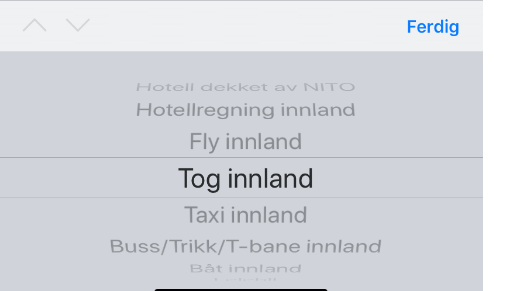 Ferdig
Hotell dekket av NITO
Hotellregning innland
Fly innland
Tog innland
Taxi innland
Buss/Trikk/T-bane innland
Båt innland